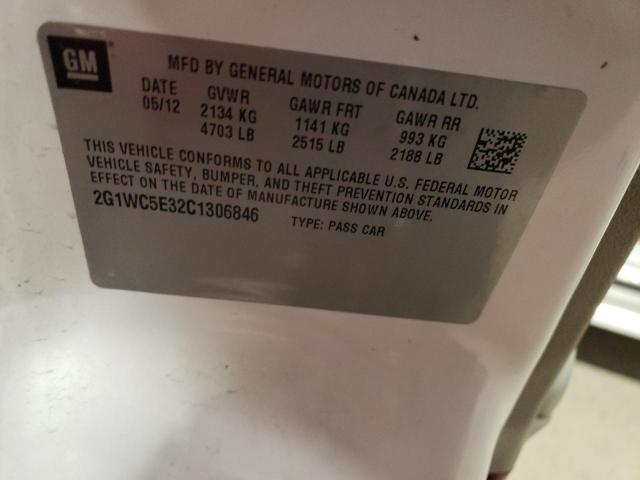 GM
MFD BY GENERAL MOTORS OF CANADA LTD.
DATE GVWR GAWR FRT GAWR RR
05/12 2134 KG 1141 KG 993 KG
4703 LB 2515 LB 2188 LB
THIS VEHICLE CONFORMS TO ALL APPLICABLE U.S. FEDERAL MOTOR
VEHICLE SAFETY, BUMPER, AND THEFT PREVENTION STANDARDS IN
EFFECT ON THE DATE OF MANUFACTURE SHOWN ABOVE.
2G1WC5E32C1306846 TYPE: PASS CAR